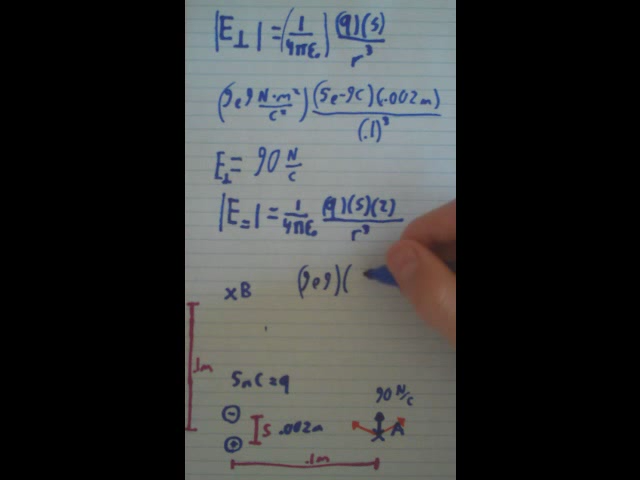 |E⊥| = (1/4πε₀) (q)(s)/r³
(9e9 N·m²/C²) (5e-9C)(.002m)/(.1)³
E⊥ = 90 N/C
|E=| = 1/4πε₀ (q)(s)(2)/r³
(9e9)(
xB
.1m
5nC=q
90 N/C
-
s .002m
A
+
.1m